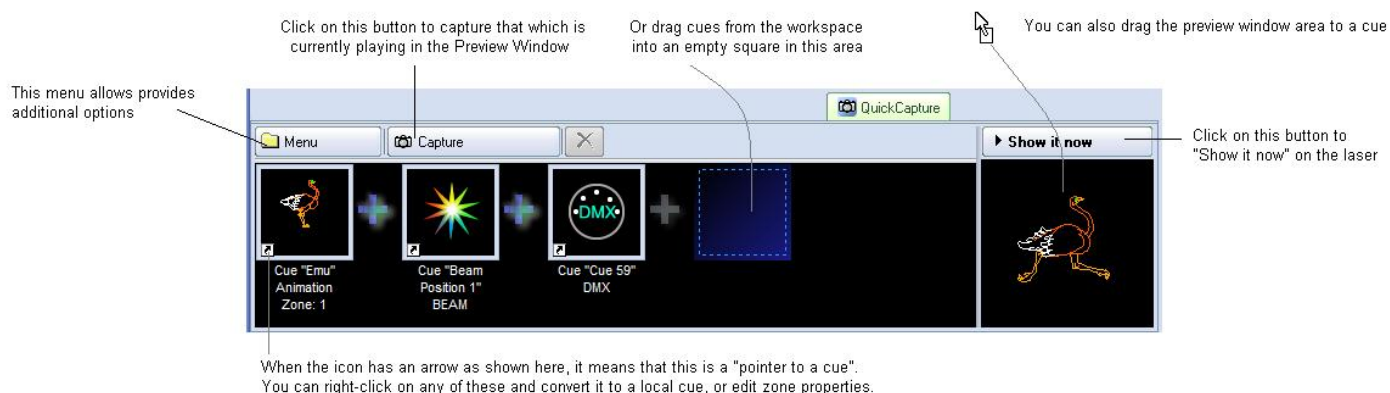 Click on this button to capture that which is
currently playing in the Preview Window
Or drag cues from the workspace
into an empty square in this area
You can also drag the preview window area to a cue
This menu allows provides
additional options
QuickCapture
Menu
Capture
Show it now
Click on this button to
"Show it now" on the laser
DMX
Cue "Emu"
Animation
Zone: 1
Cue "Beam
Position 1"
BEAM
Cue "Cue 59"
DMX
When the icon has an arrow as shown here, it means that this is a "pointer to a cue".
You can right-click on any of these and convert it to a local cue, or edit zone properties.